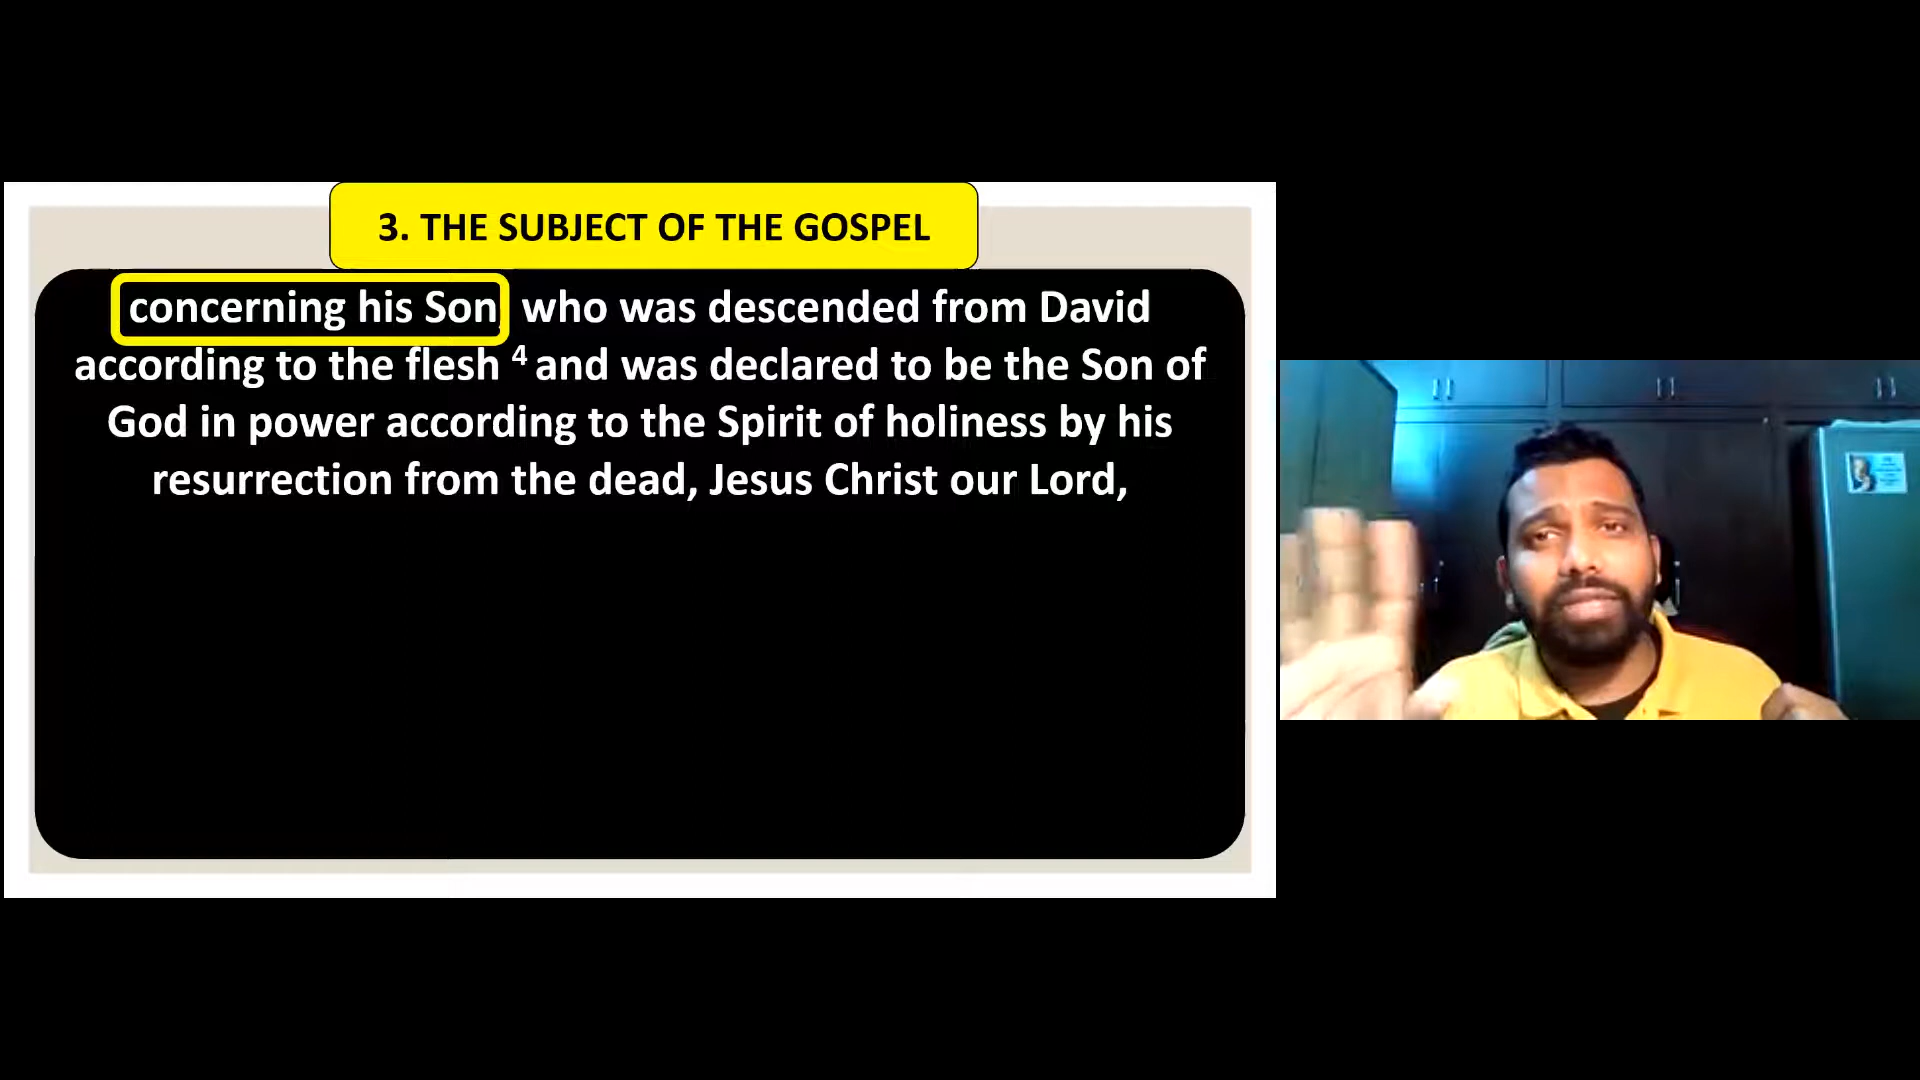 3. THE SUBJECT OF THE GOSPEL
concerning his Son, who was descended from David
according to the flesh ⁴ and was declared to be the Son of
God in power according to the Spirit of holiness by his
resurrection from the dead, Jesus Christ our Lord,